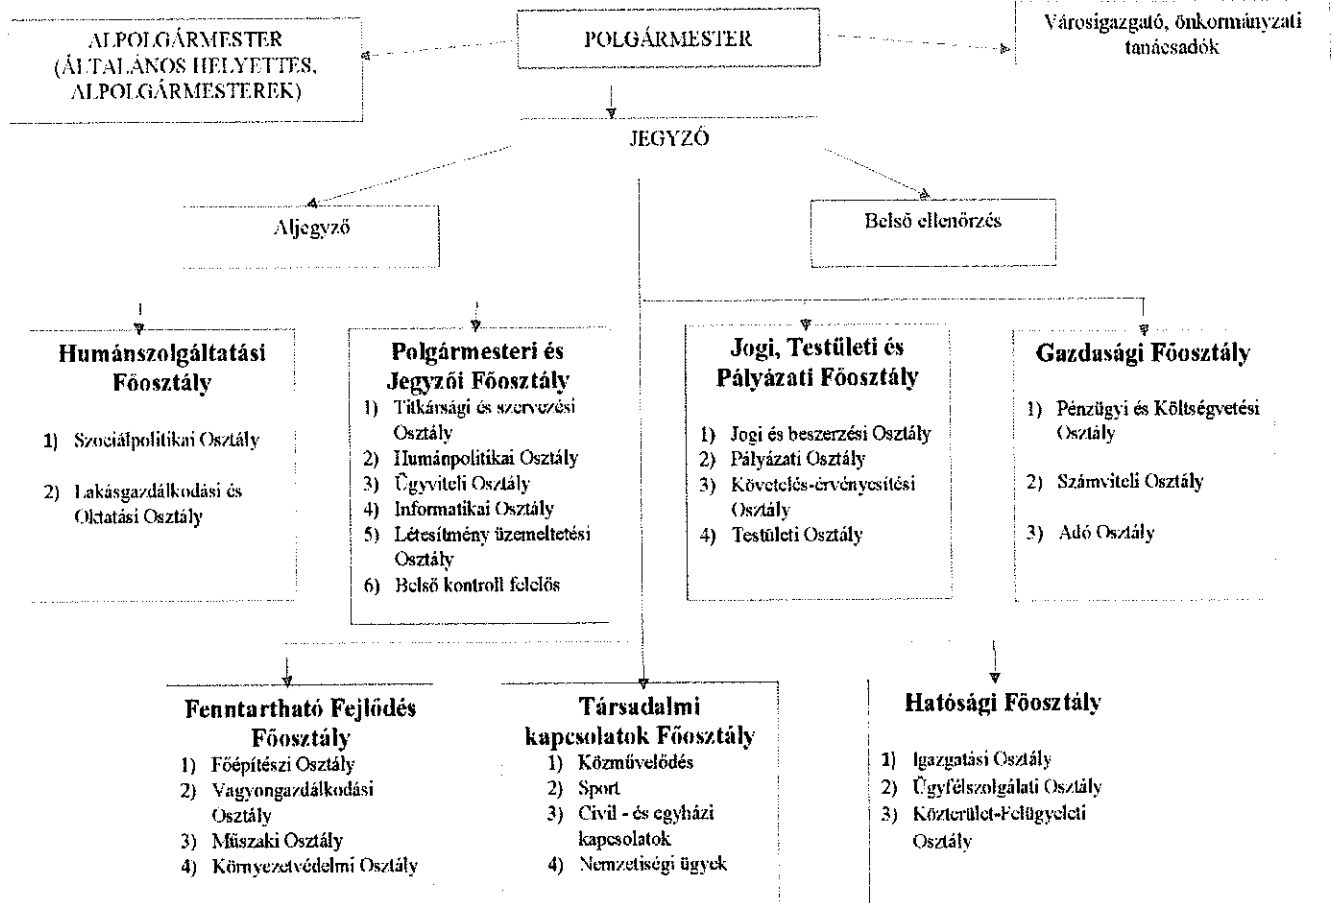 ALPOLGÁRMESTER
(ÁLTALÁNOS HELYETTES,
ALPOLGÁRMESTEREK)
POLGÁRMESTER
Városigazgató, önkormányzati
tanácsadók
JEGYZŐ
Aljegyző
Belső ellenőrzés
Humánszolgáltatási
Főosztály
1) Szociálpolitikai Osztály
2) Lakásgazdálkodási és
Oktatási Osztály
Polgármesteri és
Jegyzői Főosztály
1) Titkársági és szervezési
Osztály
2) Humánpolitikai Osztály
3) Ügyviteli Osztály
4) Informatikai Osztály
5) Létesítmény üzemeltetési
Osztály
6) Belső kontroll felelős
Jogi, Testületi és
Pályázati Főosztály
1) Jogi és beszerzési Osztály
2) Pályázati Osztály
3) Követelés-érvényesítési
Osztály
4) Testületi Osztály
Gazdasági Főosztály
1) Pénzügyi és Költségvetési
Osztály
2) Számviteli Osztály
3) Adó Osztály
Fenntartható Fejlődés
Főosztály
1) Főépítészi Osztály
2) Vagyongazdálkodási
Osztály
3) Műszaki Osztály
4) Környezetvédelmi Osztály
Társadalmi
kapcsolatok Főosztály
1) Közművelődés
2) Sport
3) Civil - és egyházi
kapcsolatok
4) Nemzetiségi ügyek
Hatósági Főosztály
1) Igazgatási Osztály
2) Ügyfélszolgálati Osztály
3) Közterület-Felügyeleti
Osztály